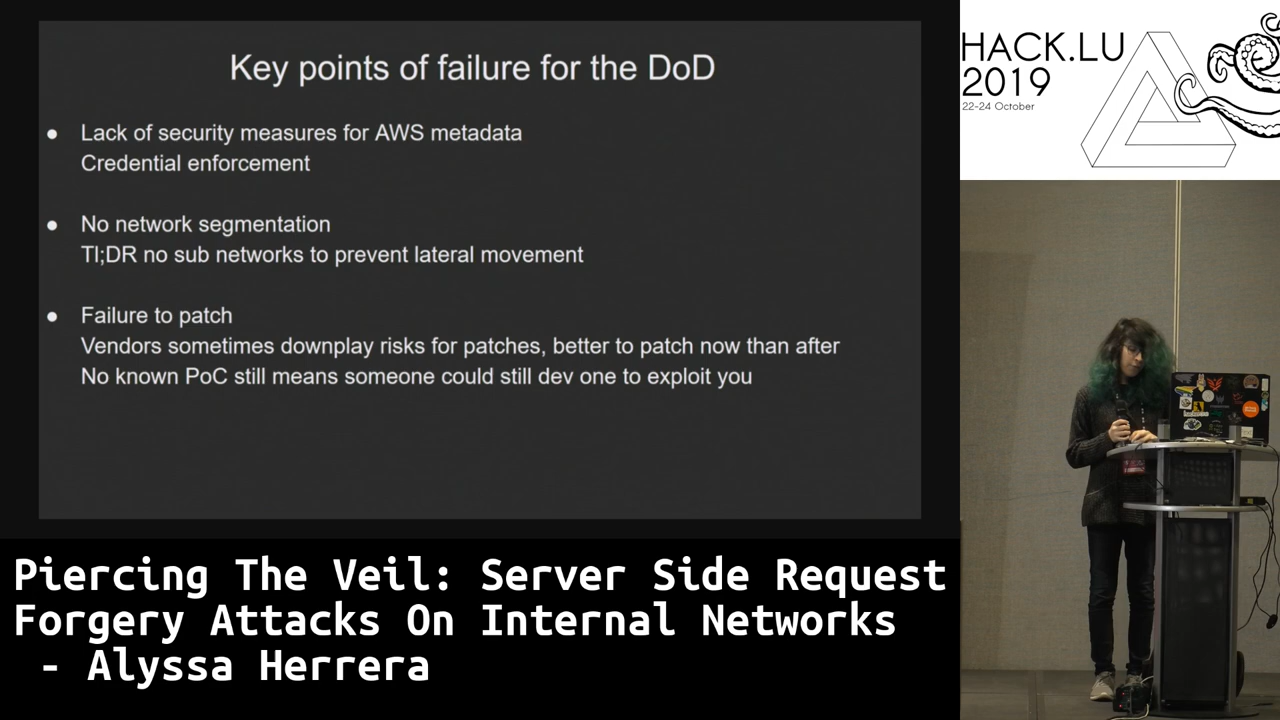 Key points of failure for the DoD
● Lack of security measures for AWS metadata
Credential enforcement
● No network segmentation
Tl;DR no sub networks to prevent lateral movement
● Failure to patch
Vendors sometimes downplay risks for patches, better to patch now than after
No known PoC still means someone could still dev one to exploit you
HACK.LU
2019
22-24 October
Piercing The Veil: Server Side Request
Forgery Attacks On Internal Networks
- Alyssa Herrera